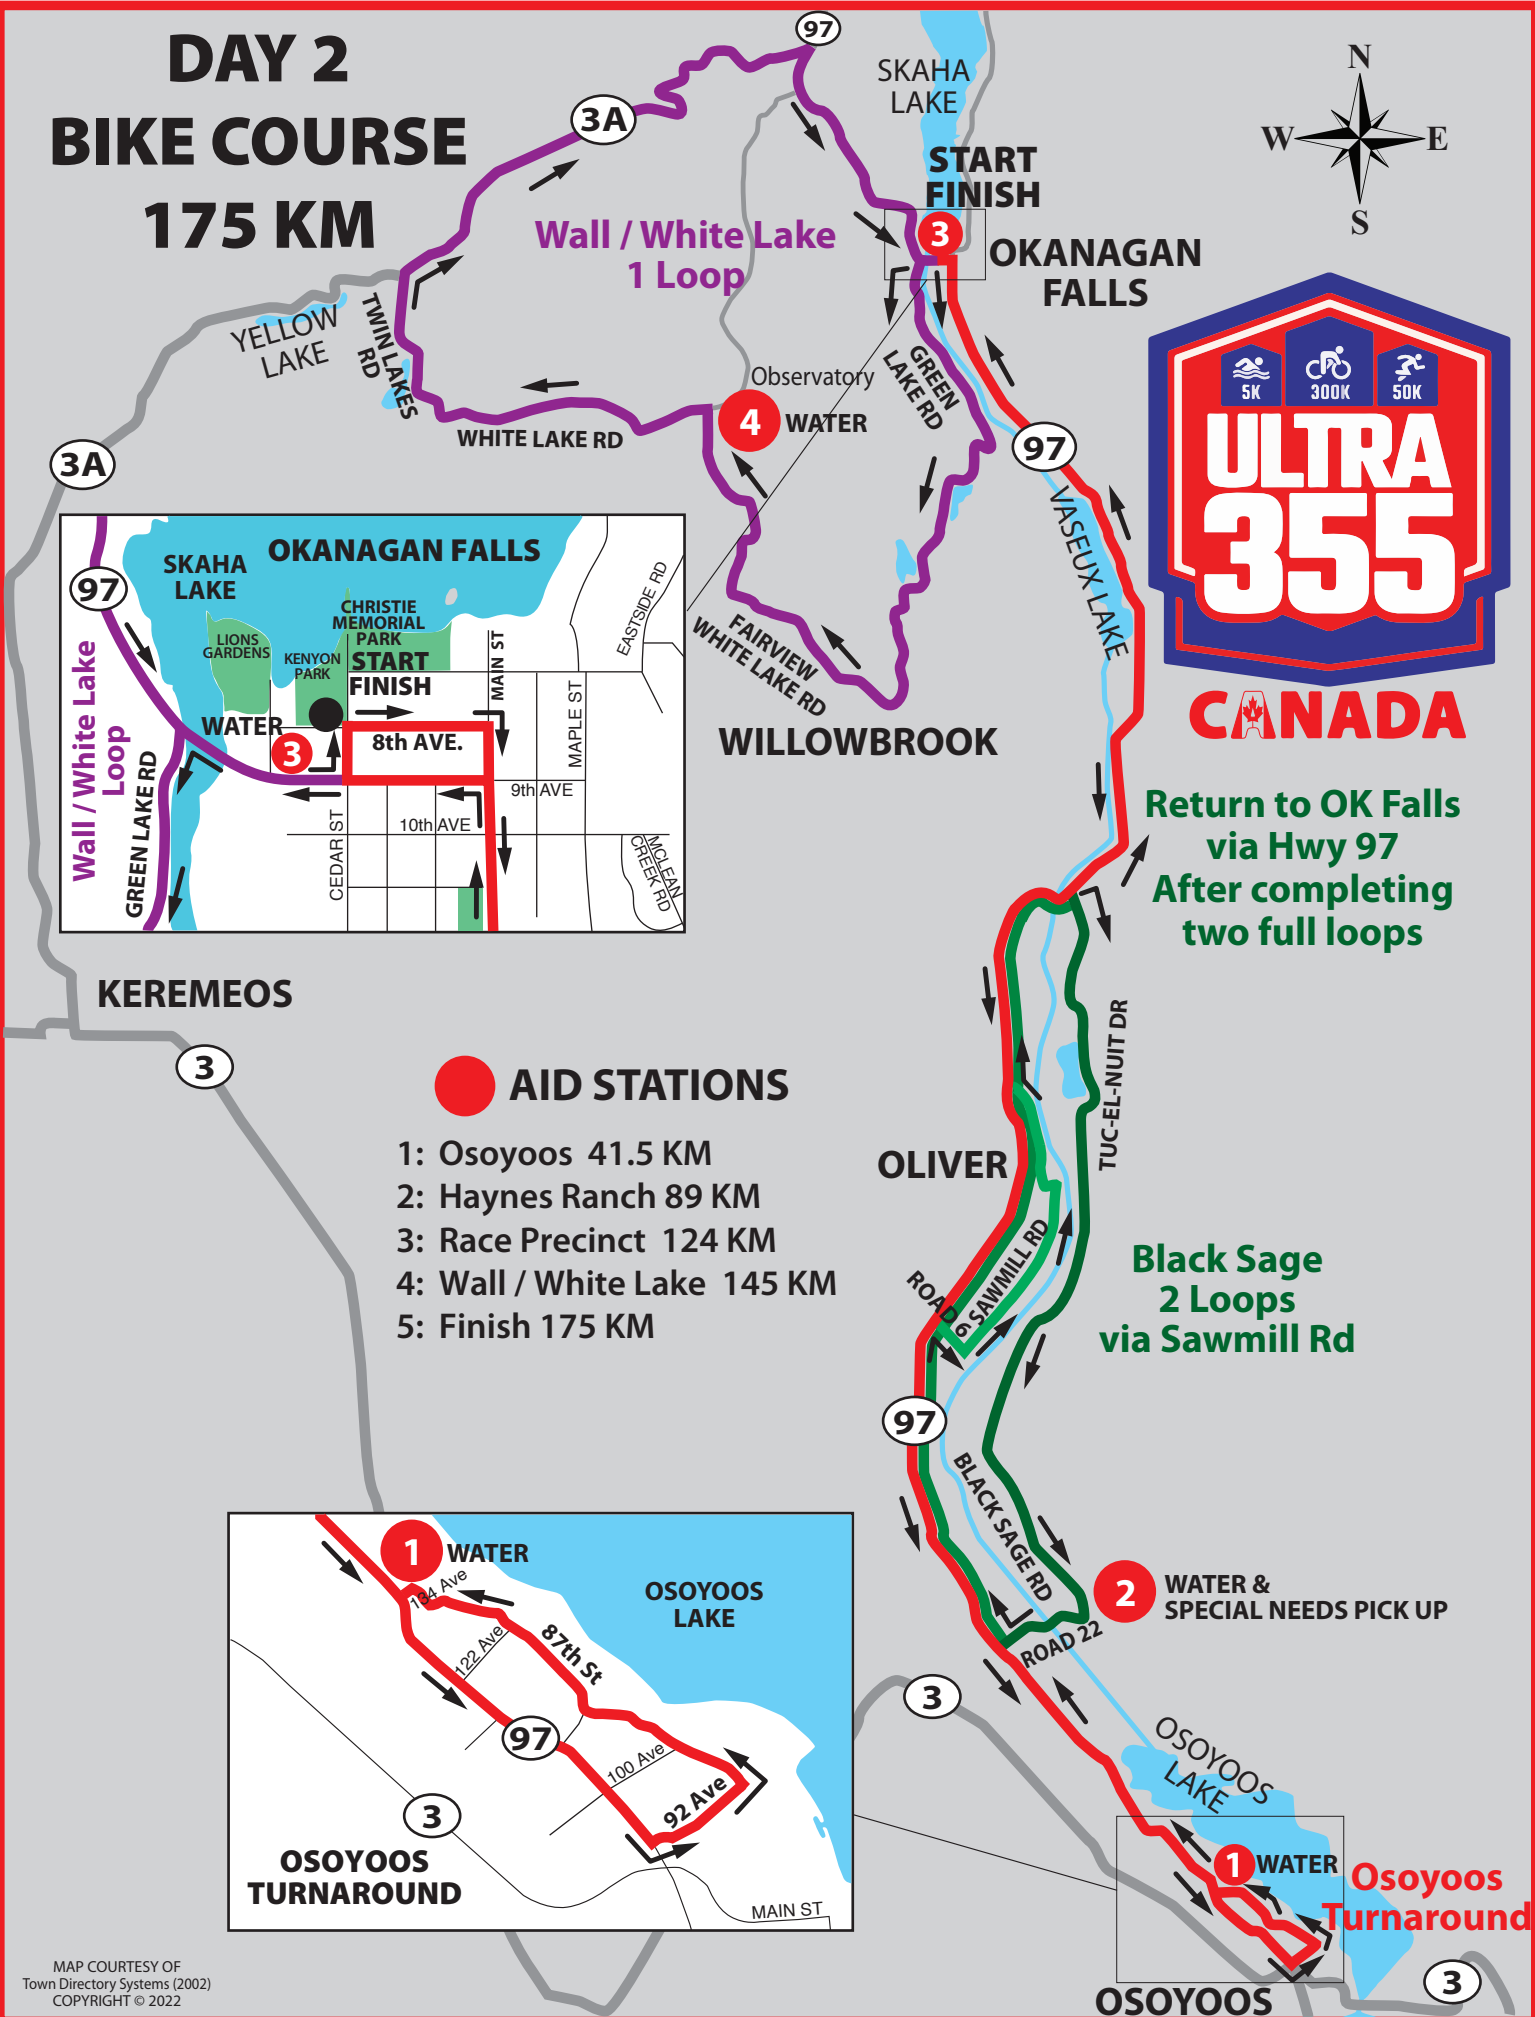 DAY 2
BIKE COURSE
175 KM
97
3A
SKAHA
LAKE
START
FINISH
3
OKANAGAN
FALLS
N
W
E
S
Wall / White Lake
1 Loop
YELLOW
LAKE
TWIN LAKES
RD
Observatory
4
WATER
WHITE LAKE RD
GREEN
LAKE RD
97
VASEUX LAKE
3A
5K
300K
50K
ULTRA
355
CANADA
FAIRVIEW
WHITE LAKE RD
WILLOWBROOK
OKANAGAN FALLS
SKAHA
LAKE
97
LIONS
GARDENS
CHRISTIE
MEMORIAL
PARK
KENYON
PARK
START
FINISH
WATER
3
8th AVE.
MAIN ST
MAPLE ST
EASTSIDE RD
9th AVE
10th AVE
CEDAR ST
MCLEAN
CREEK RD
GREEN LAKE RD
Wall / White Lake
Loop
Return to OK Falls
via Hwy 97
After completing
two full loops
KEREMEOS
3
AID STATIONS
1: Osoyoos 41.5 KM
2: Haynes Ranch 89 KM
3: Race Precinct 124 KM
4: Wall / White Lake 145 KM
5: Finish 175 KM
TUC-EL-NUIT DR
OLIVER
ROAD 6
SAWMILL RD
Black Sage
2 Loops
via Sawmill Rd
97
BLACK SAGE RD
2
WATER &
SPECIAL NEEDS PICK UP
ROAD 22
3
OSOYOOS
LAKE
1
WATER
Osoyoos
Turnaround
OSOYOOS
3
1
WATER
134 Ave
OSOYOOS
LAKE
122 Ave
87th St
97
100 Ave
92 Ave
3
OSOYOOS
TURNAROUND
MAIN ST
MAP COURTESY OF
Town Directory Systems (2002)
COPYRIGHT © 2022